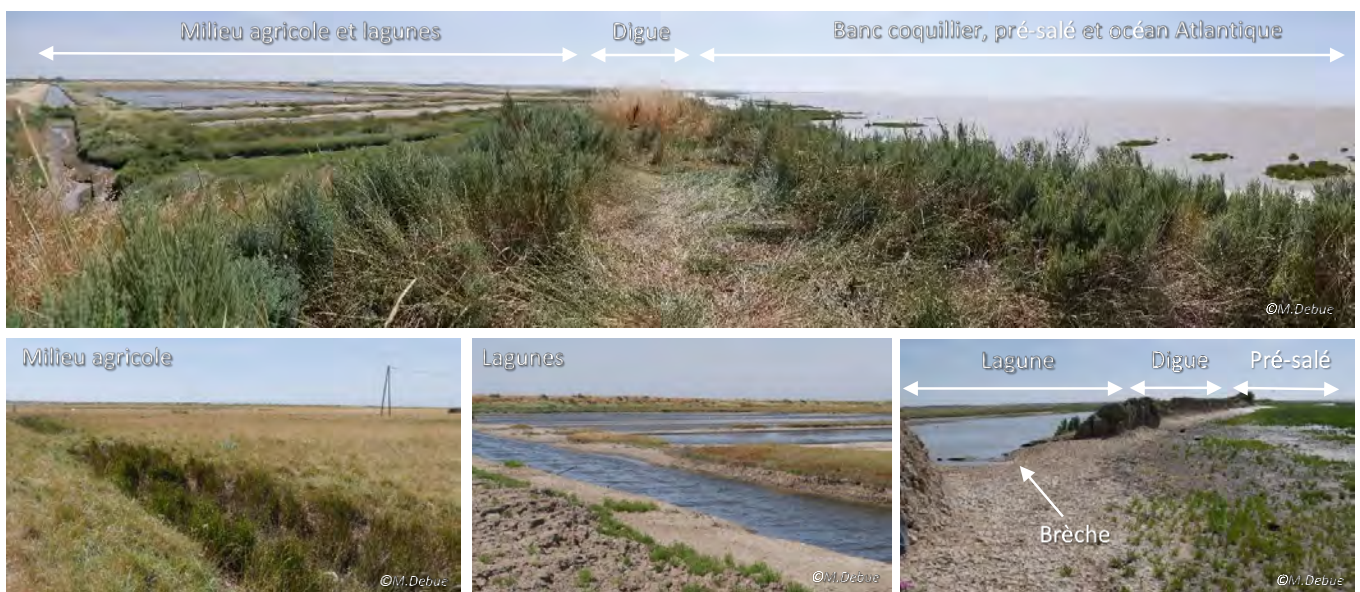 Milieu agricole et lagunes
Digue
Banc coquillier, pré-salé et océan Atlantique
©M.Debue
Milieu agricole
©M.Debue
Lagunes
©M.Debue
Lagune
Digue
Pré-salé
Brèche
©M.Debue